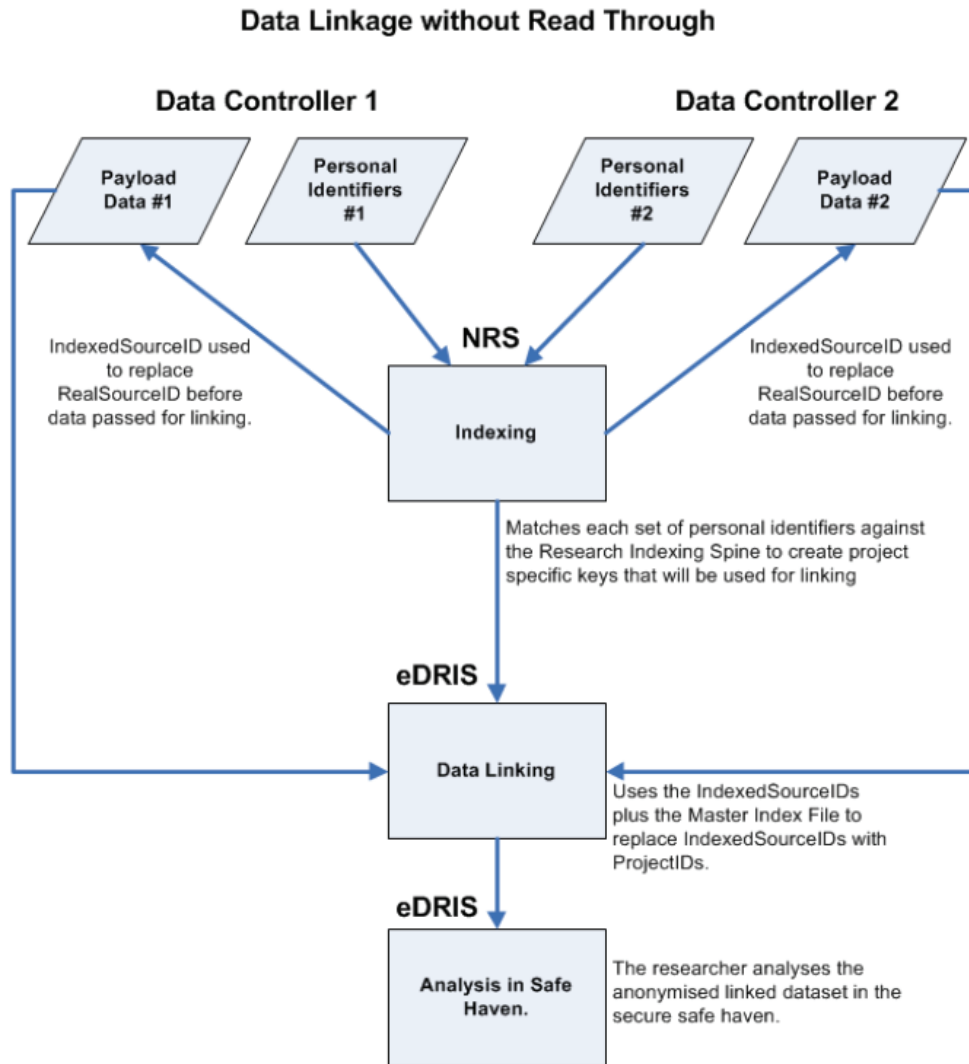 Data Linkage without Read Through
Data Controller 1
Data Controller 2
Payload
Data #1
Personal
Identifiers
#1
Personal
Identifiers
#2
Payload
Data #2
IndexedSourceID used
to replace
RealSourceID before
data passed for linking.
NRS
IndexedSourceID used
to replace
RealSourceID before
data passed for linking.
Indexing
Matches each set of personal identifiers against
the Research Indexing Spine to create project
specific keys that will be used for linking
eDRIS
Data Linking
Uses the IndexedSourceIDs
plus the Master Index File to
replace IndexedSourceIDs with
ProjectIDs.
eDRIS
Analysis in Safe
Haven.
The researcher analyses the
anonymised linked dataset in the
secure safe haven.